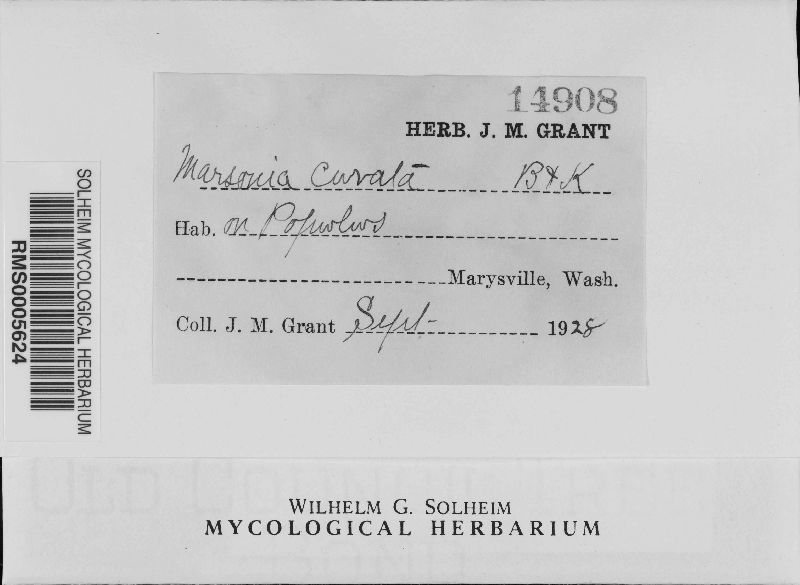 14908
HERB. J. M. GRANT
Marsonia Curvata B & K
Hab. on Populus
Marysville, Wash.
Coll. J. M. Grant Sept- 1928
SOLHEIM MYCOLOGICAL HERBARIUM
RMS0005624
WILHELM G. SOLHEIM
MYCOLOGICAL HERBARIUM